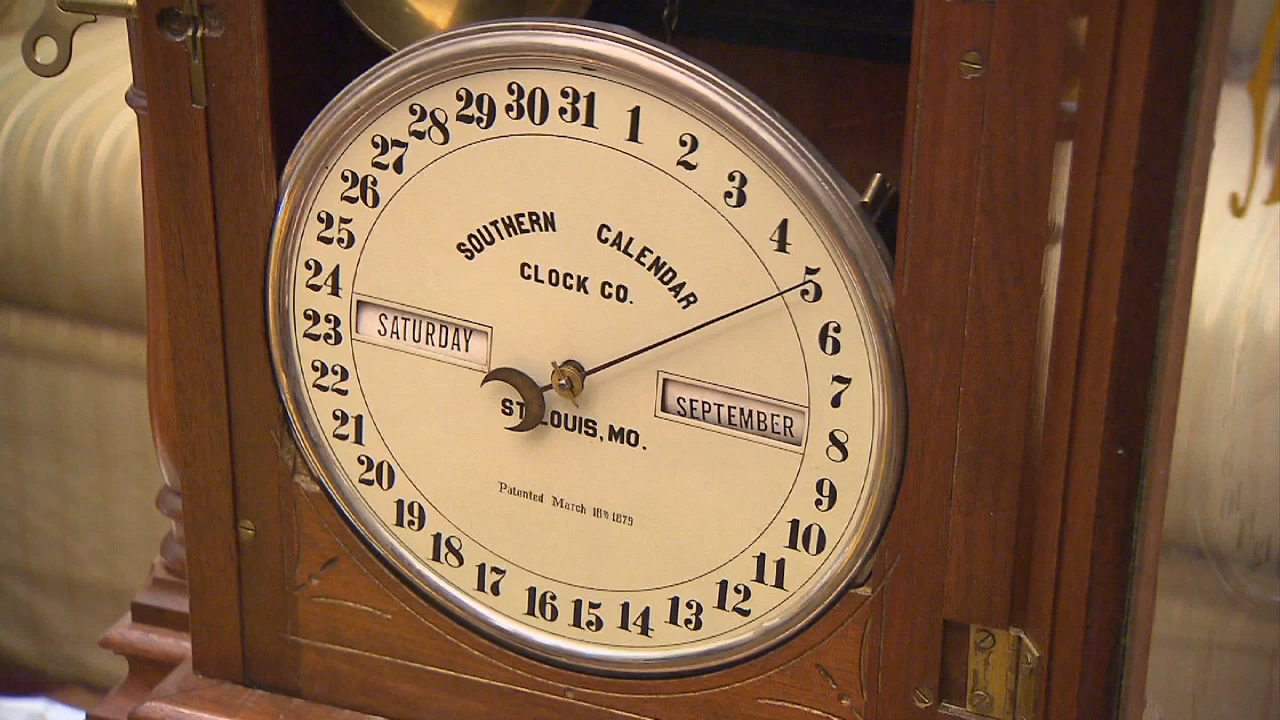 31 1 2 3 4 5 6 7 8 9 10 11 12 13 14 15 16 17 18 19 20 21 22 23 24 25 26 27 28 29 30
SOUTHERN CALENDAR
CLOCK CO.
SATURDAY
SEPTEMBER
ST. LOUIS, MO.
Patented March 18th 1879